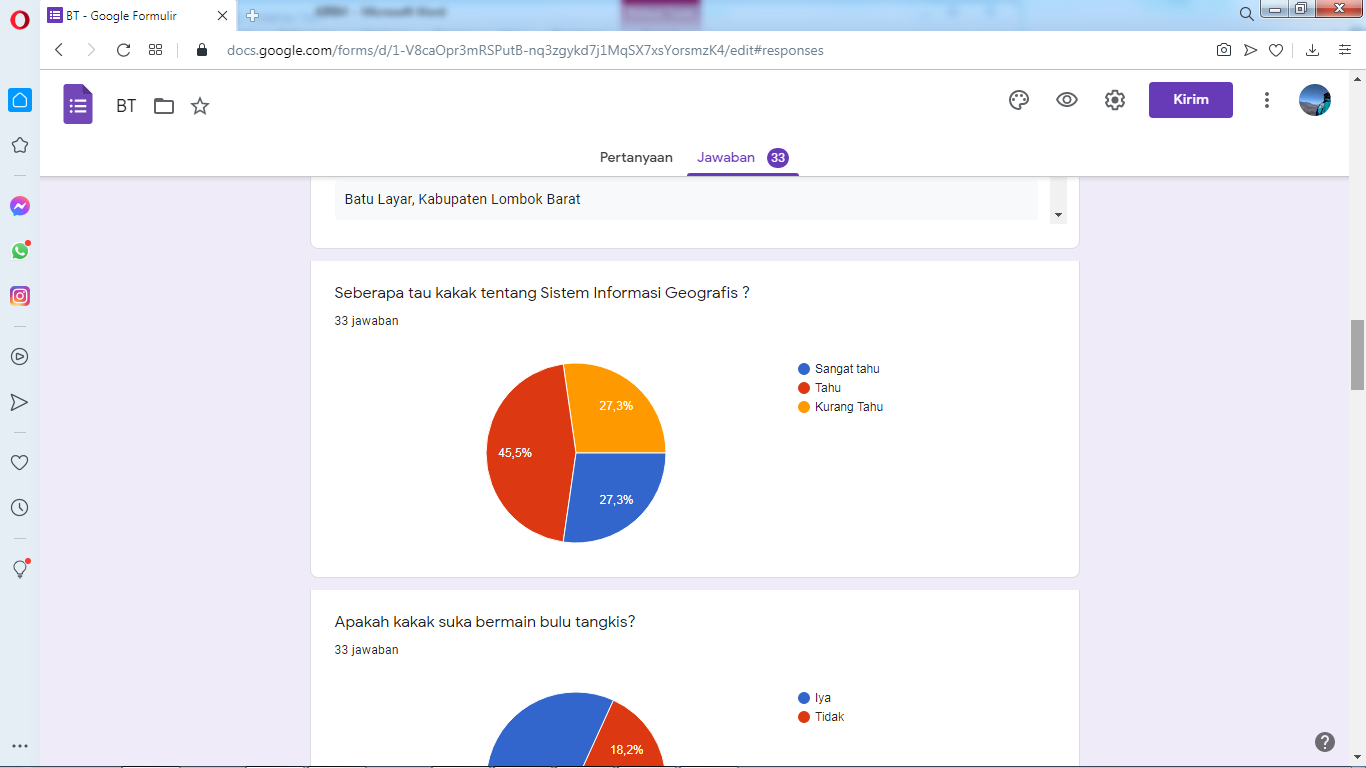 BT - Google Formulir
docs.google.com/forms/d/1-V8caOpr3mRSPutB-nq3zgykd7j1MqSX7xsYorsmzK4/edit#responses
BT
Kirim
Pertanyaan
Jawaban 33
Batu Layar, Kabupaten Lombok Barat
Seberapa tau kakak tentang Sistem Informasi Geografis ?
33 jawaban
Sangat tahu
Tahu
Kurang Tahu
27,3%
45,5%
27,3%
Apakah kakak suka bermain bulu tangkis?
33 jawaban
Iya
Tidak
18,2%